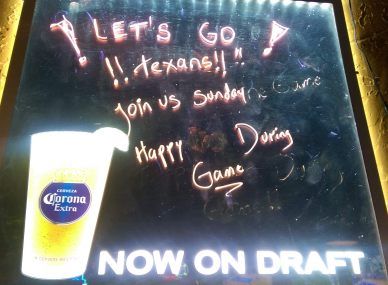 ! LET'S GO !
!! texans!! "
Join us Sunday
Happy During
Game
CERVEZA
Corona
Extra
NOW ON DRAFT